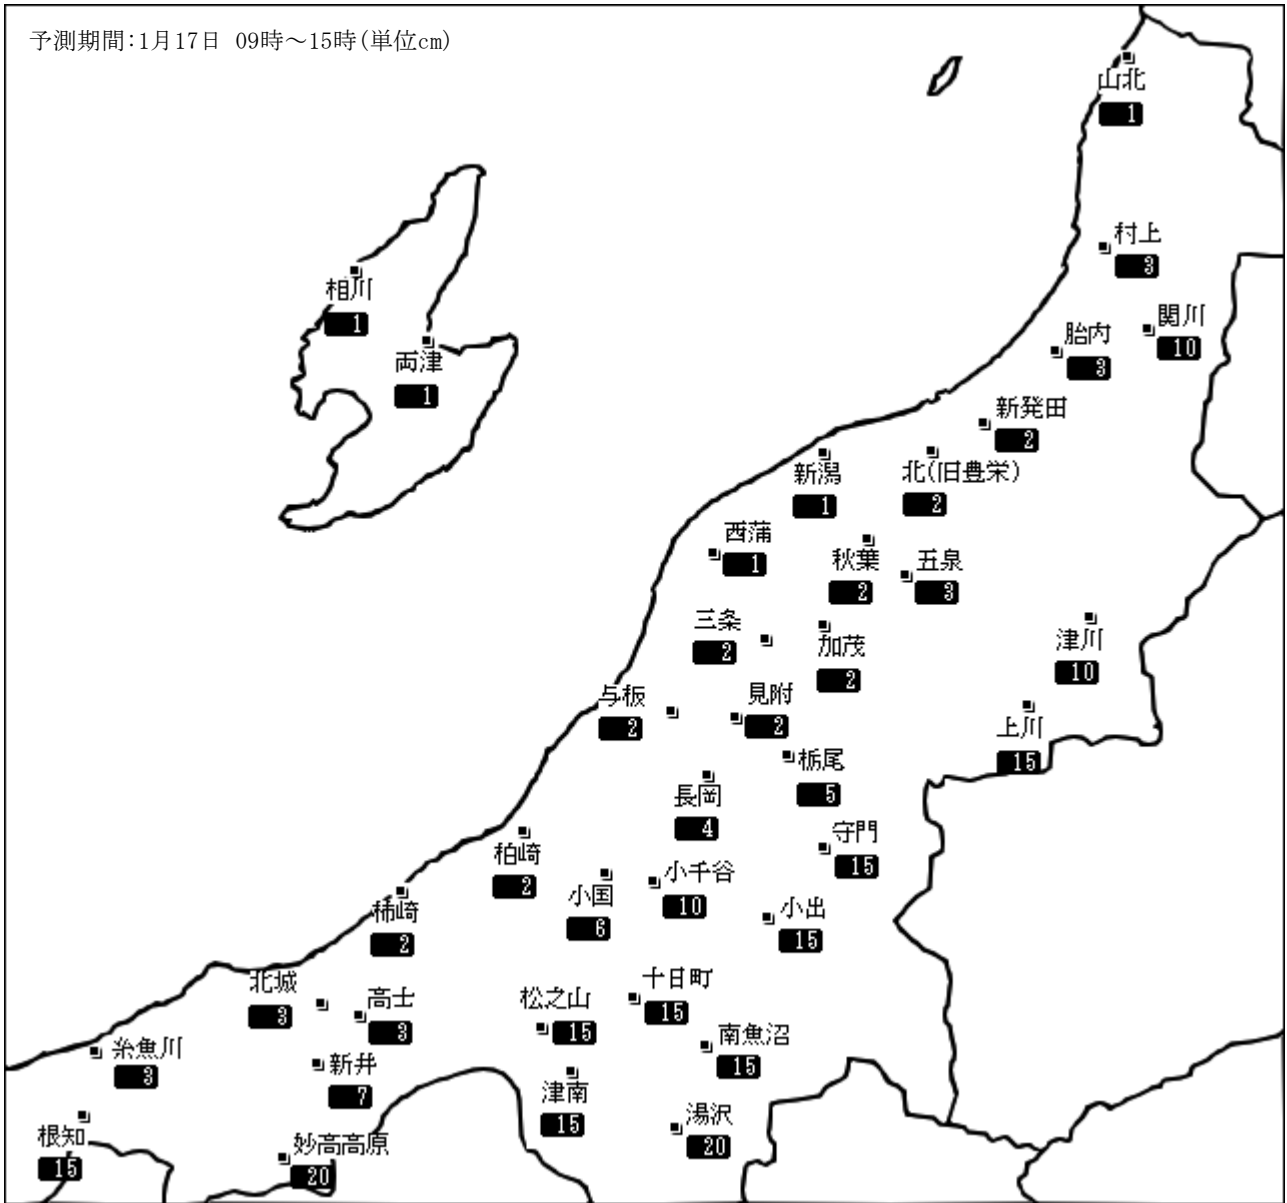 予測期間:1月17日 09時～15時(単位cm)
山北
1
村上
3
相川
1
関川
10
胎内
3
両津
1
新発田
2
新潟
1
北(旧豊栄)
2
西蒲
1
秋葉
2
五泉
3
三条
2
加茂
2
津川
10
与板
2
見附
2
上川
15
栃尾
5
長岡
4
守門
15
柏崎
2
小国
6
小千谷
10
小出
15
柿崎
2
北城
3
高士
3
松之山
15
十日町
15
南魚沼
15
糸魚川
3
新井
7
津南
15
湯沢
20
根知
15
妙高高原
20